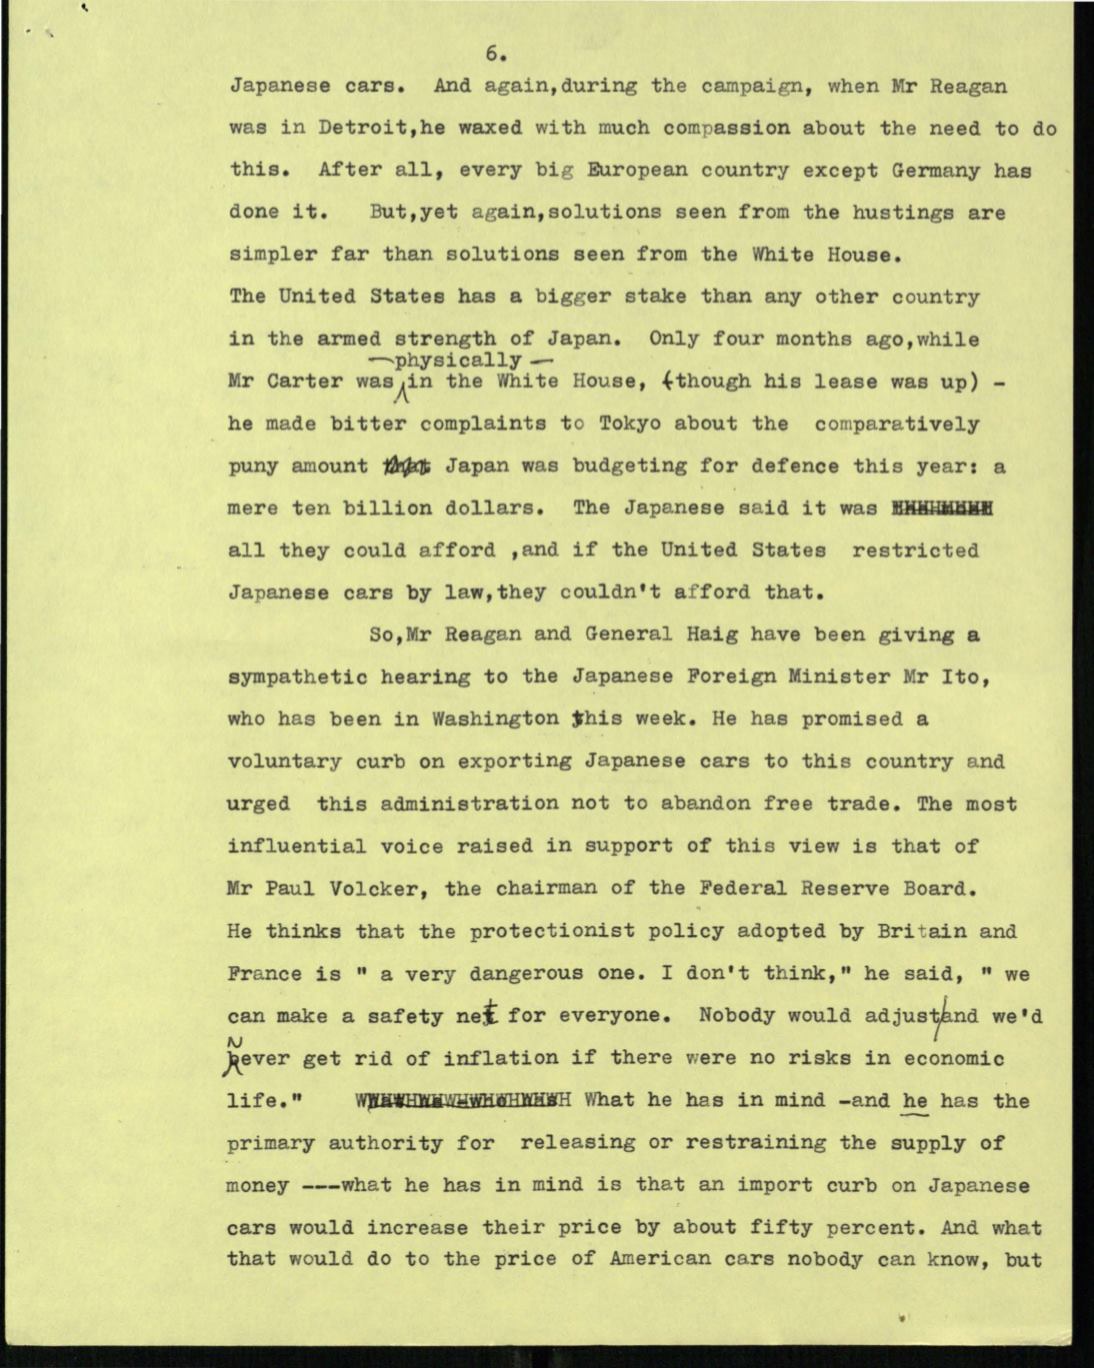 6.
Japanese cars. And again,during the campaign, when Mr Reagan
was in Detroit,he waxed with much compassion about the need to do
this. After all, every big European country except Germany has
done it. But,yet again,solutions seen from the hustings are
simpler far than solutions seen from the White House.
The United States has a bigger stake than any other country
in the armed strength of Japan. Only four months ago,while
—physically—
Mr Carter was in the White House, (though his lease was up) -
he made bitter complaints to Tokyo about the comparatively
puny amount Japan was budgeting for defence this year: a
mere ten billion dollars. The Japanese said it was
all they could afford ,and if the United States restricted
Japanese cars by law,they couldn't afford that.
So,Mr Reagan and General Haig have been giving a
sympathetic hearing to the Japanese Foreign Minister Mr Ito,
who has been in Washington this week. He has promised a
voluntary curb on exporting Japanese cars to this country and
urged this administration not to abandon free trade. The most
influential voice raised in support of this view is that of
Mr Paul Volcker, the chairman of the Federal Reserve Board.
He thinks that the protectionist policy adopted by Britain and
France is " a very dangerous one. I don't think," he said, " we
can make a safety net for everyone. Nobody would adjust/and we'd
Never get rid of inflation if there were no risks in economic
life." What he has in mind -and he has the
primary authority for releasing or restraining the supply of
money ---what he has in mind is that an import curb on Japanese
cars would increase their price by about fifty percent. And what
that would do to the price of American cars nobody can know, but